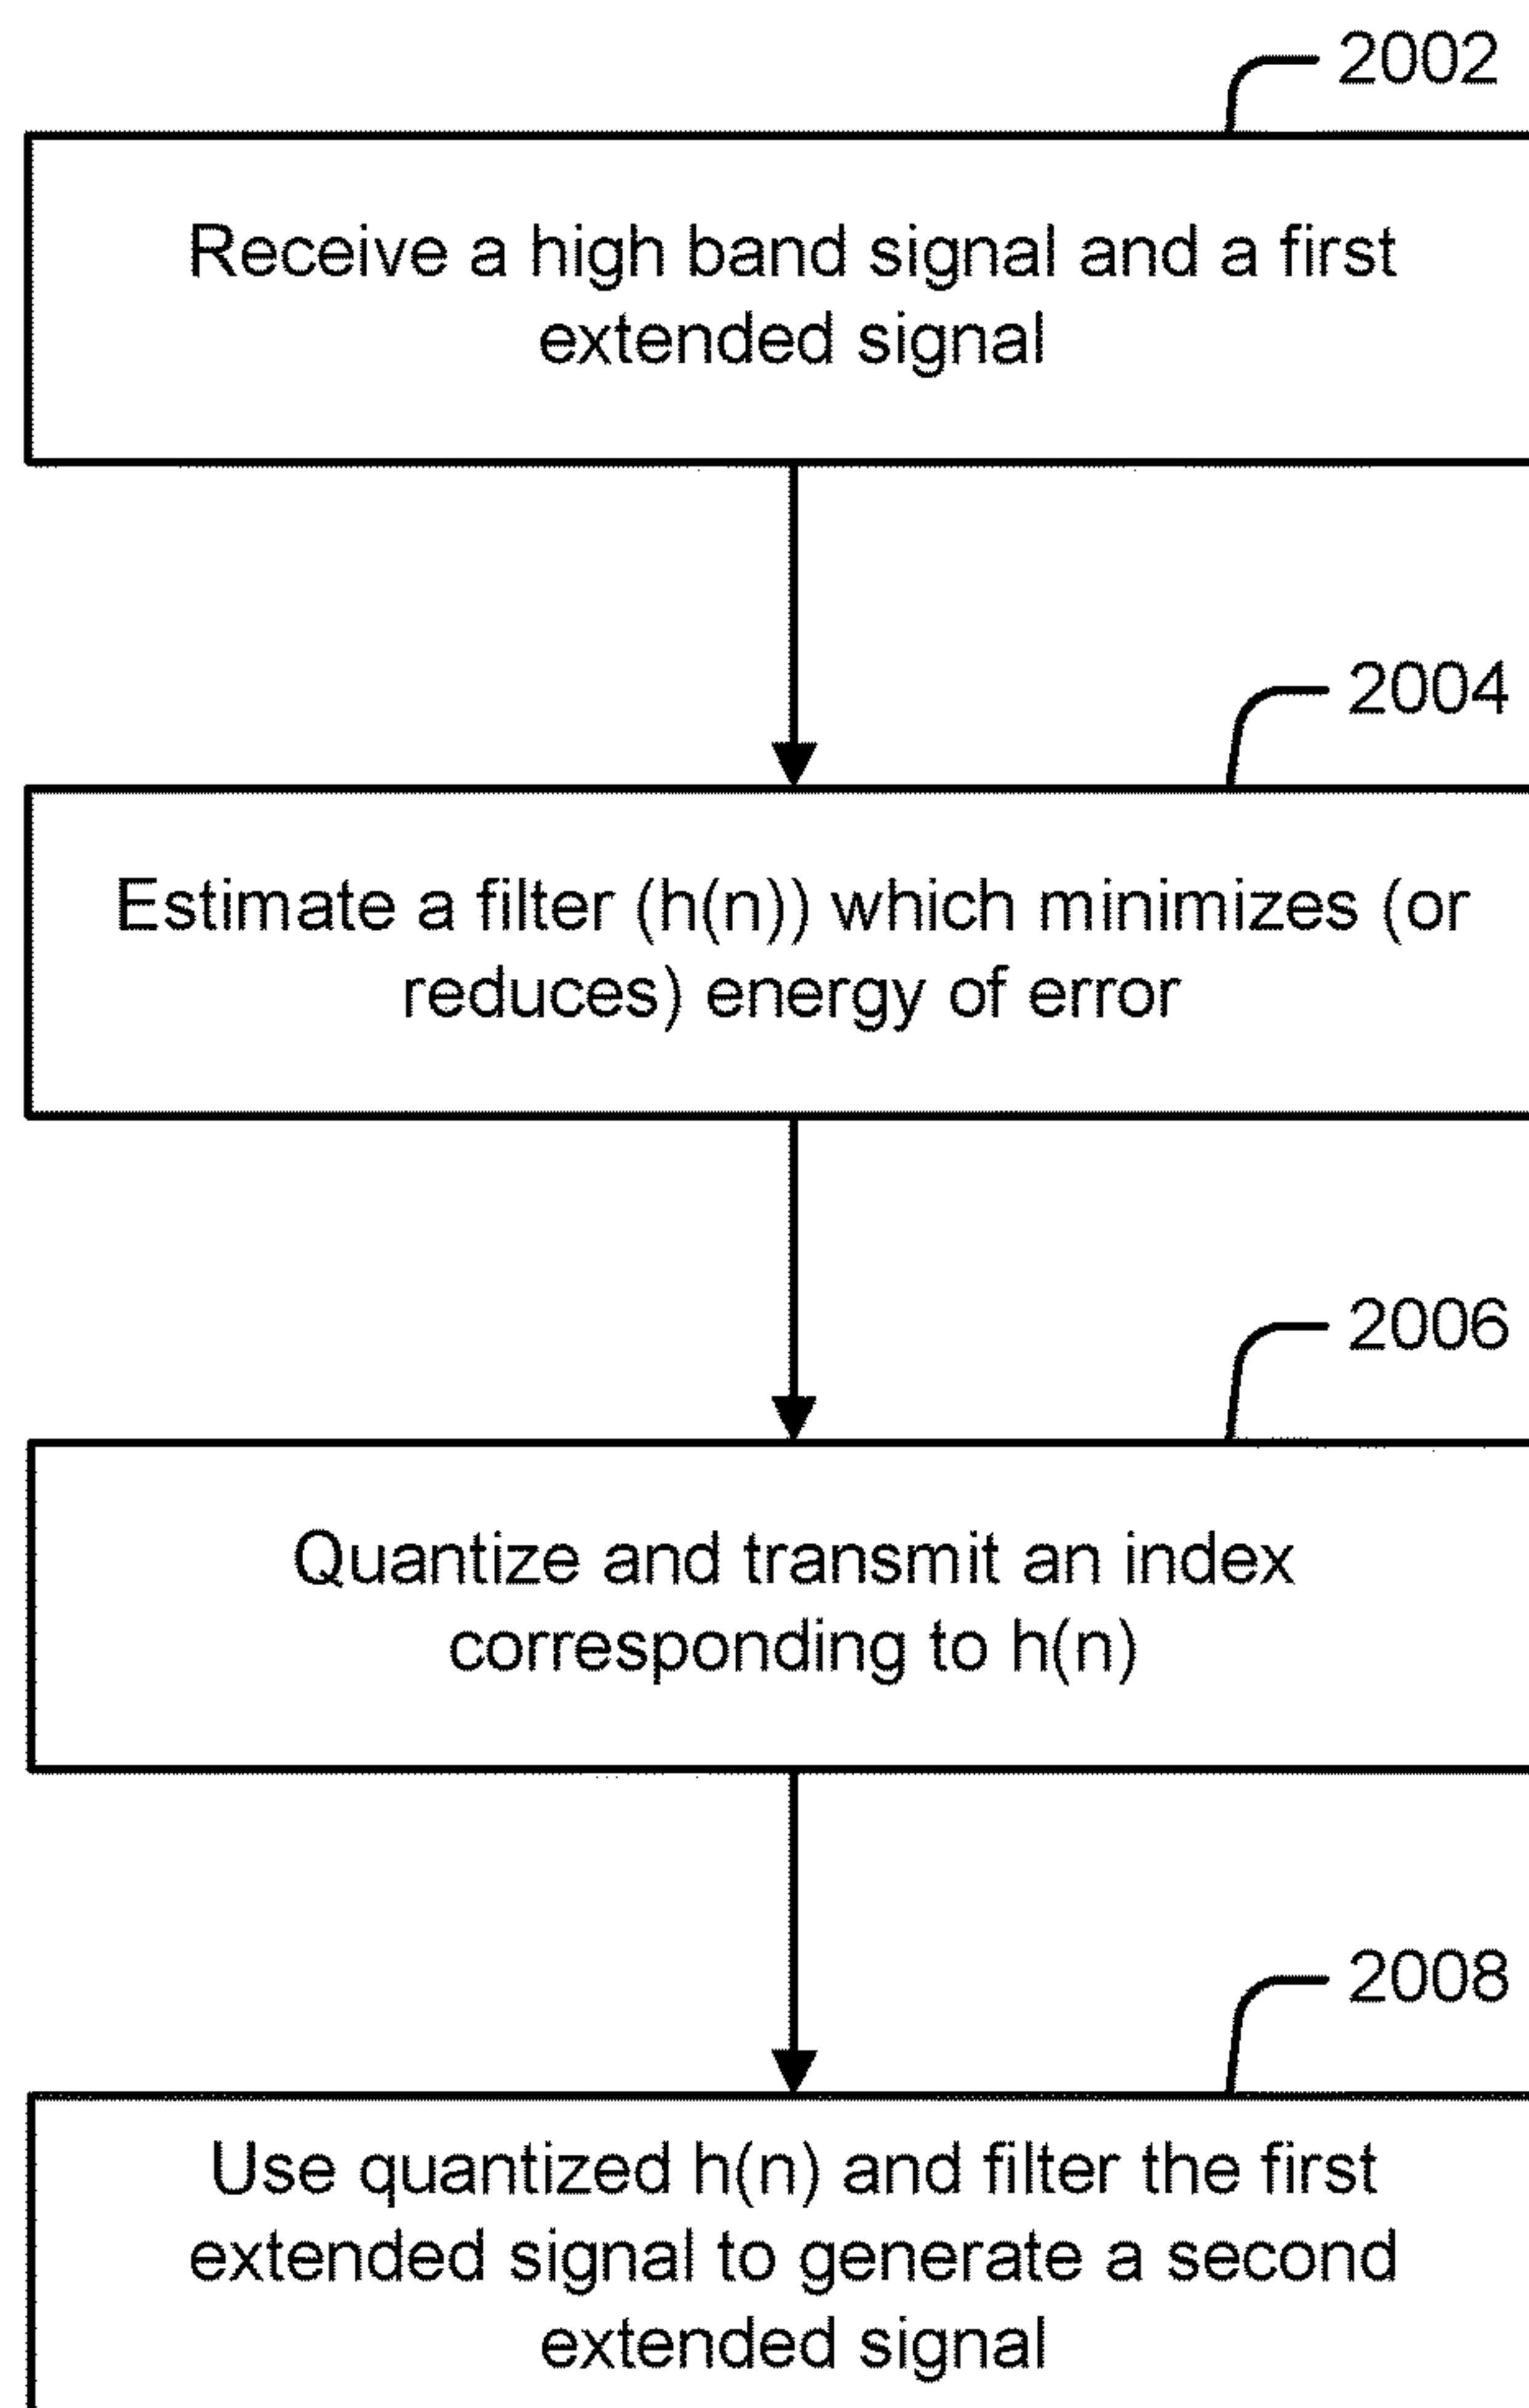 2002
Receive a high band signal and a first
extended signal
2004
Estimate a filter (h(n)) which minimizes (or
reduces) energy of error
2006
Quantize and transmit an index
corresponding to h(n)
2008
Use quantized h(n) and filter the first
extended signal to generate a second
extended signal